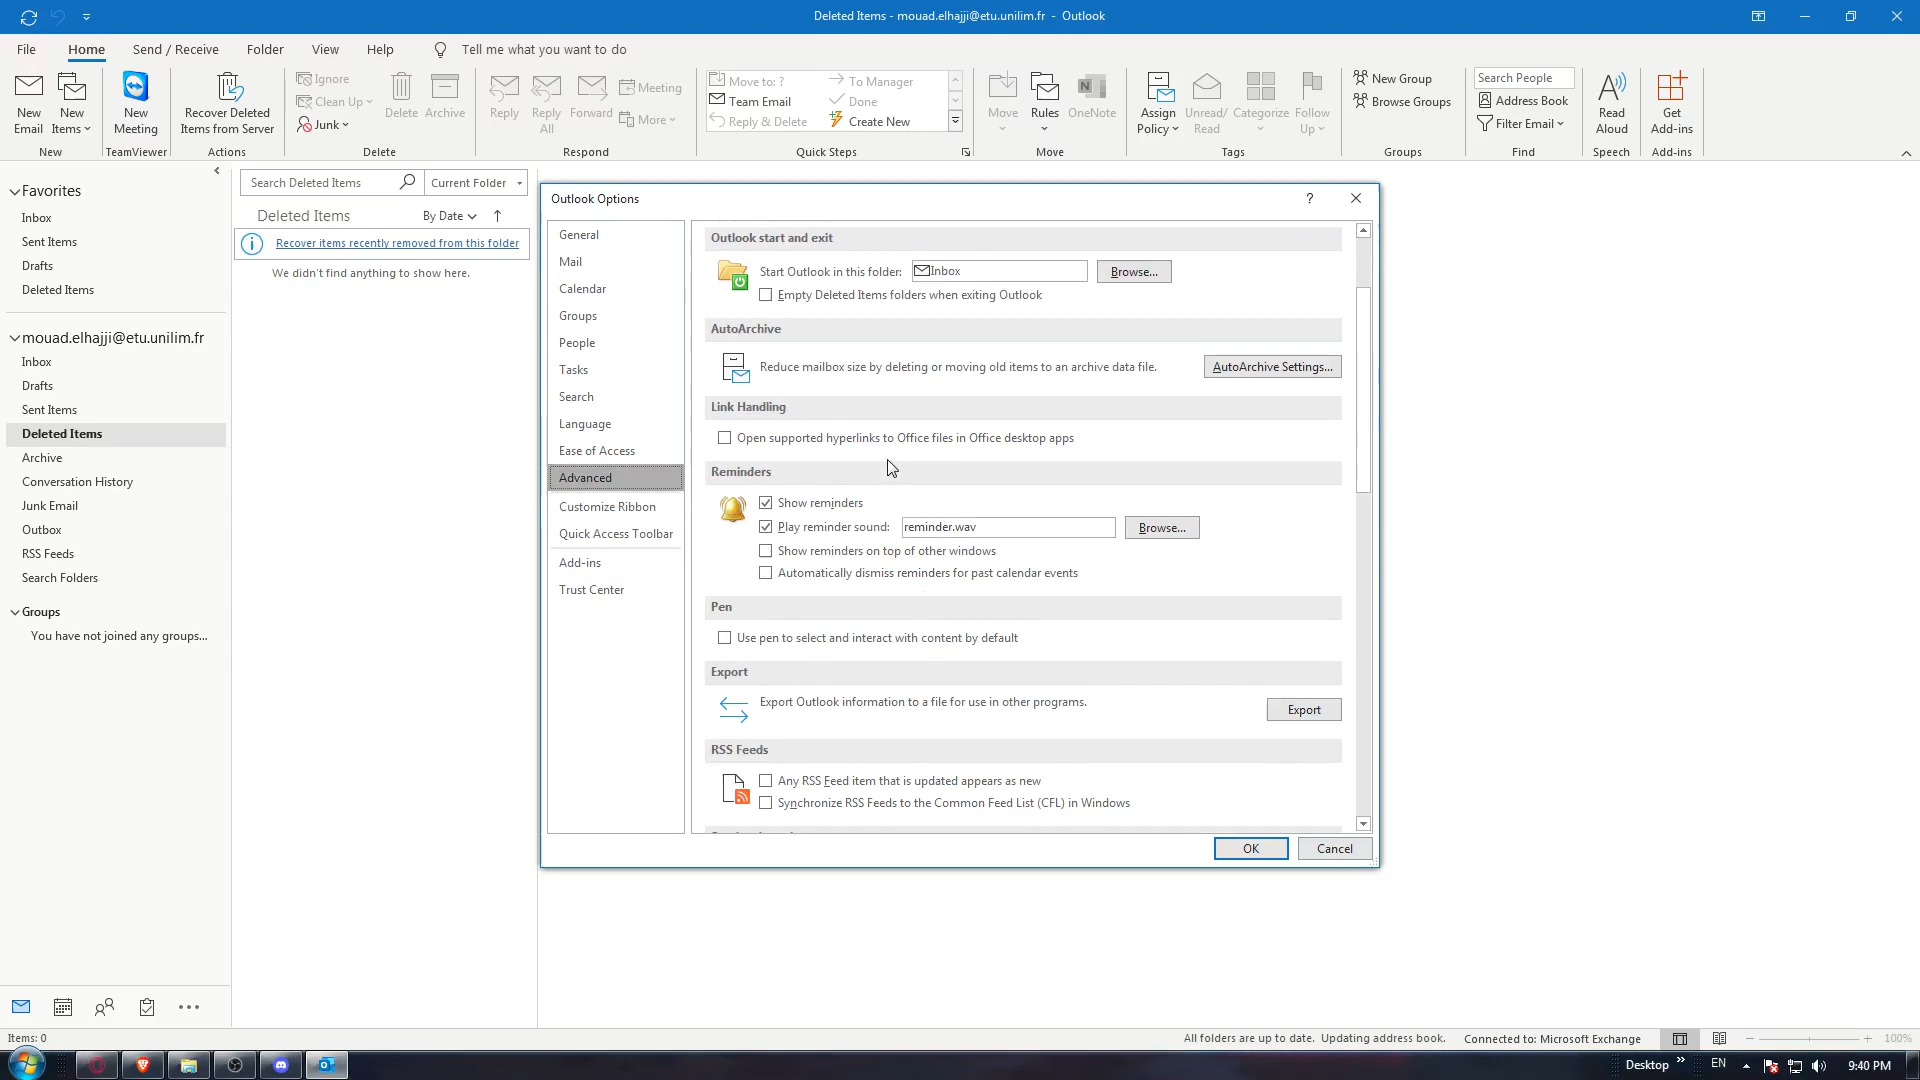 Deleted Items - mouad.elhajji@etu.unilim.fr - Outlook
File Home Send / Receive Folder View Help Tell me what you want to do
New Email
New Items
New
New Meeting
TeamViewer
Recover Deleted Items from Server
Actions
Ignore
Clean Up
Junk
Delete
Archive
Delete
Reply
Reply All
Forward
Meeting
More
Respond
Move to: ?
Team Email
Reply & Delete
To Manager
Done
Create New
Quick Steps
Move
Rules
OneNote
Move
Assign Policy
Unread/ Read
Categorize
Follow Up
Tags
New Group
Browse Groups
Groups
Search People
Address Book
Filter Email
Find
Read Aloud
Speech
Get Add-ins
Add-ins
Favorites
Inbox
Sent Items
Drafts
Deleted Items
mouad.elhajji@etu.unilim.fr
Inbox
Drafts
Sent Items
Deleted Items
Archive
Conversation History
Junk Email
Outbox
RSS Feeds
Search Folders
Groups
You have not joined any groups...
Search Deleted Items Current Folder
Deleted Items By Date
Recover items recently removed from this folder
We didn't find anything to show here.
Outlook Options
General
Mail
Calendar
Groups
People
Tasks
Search
Language
Ease of Access
Advanced
Customize Ribbon
Quick Access Toolbar
Add-ins
Trust Center
Outlook start and exit
Start Outlook in this folder: Inbox Browse...
Empty Deleted Items folders when exiting Outlook
AutoArchive
Reduce mailbox size by deleting or moving old items to an archive data file. AutoArchive Settings...
Link Handling
Open supported hyperlinks to Office files in Office desktop apps
Reminders
Show reminders
Play reminder sound: reminder.wav Browse...
Show reminders on top of other windows
Automatically dismiss reminders for past calendar events
Pen
Use pen to select and interact with content by default
Export
Export Outlook information to a file for use in other programs. Export
RSS Feeds
Any RSS Feed item that is updated appears as new
Synchronize RSS Feeds to the Common Feed List (CFL) in Windows
OK Cancel
Items: 0 All folders are up to date. Updating address book. Connected to: Microsoft Exchange 100%
Desktop EN 9:40 PM